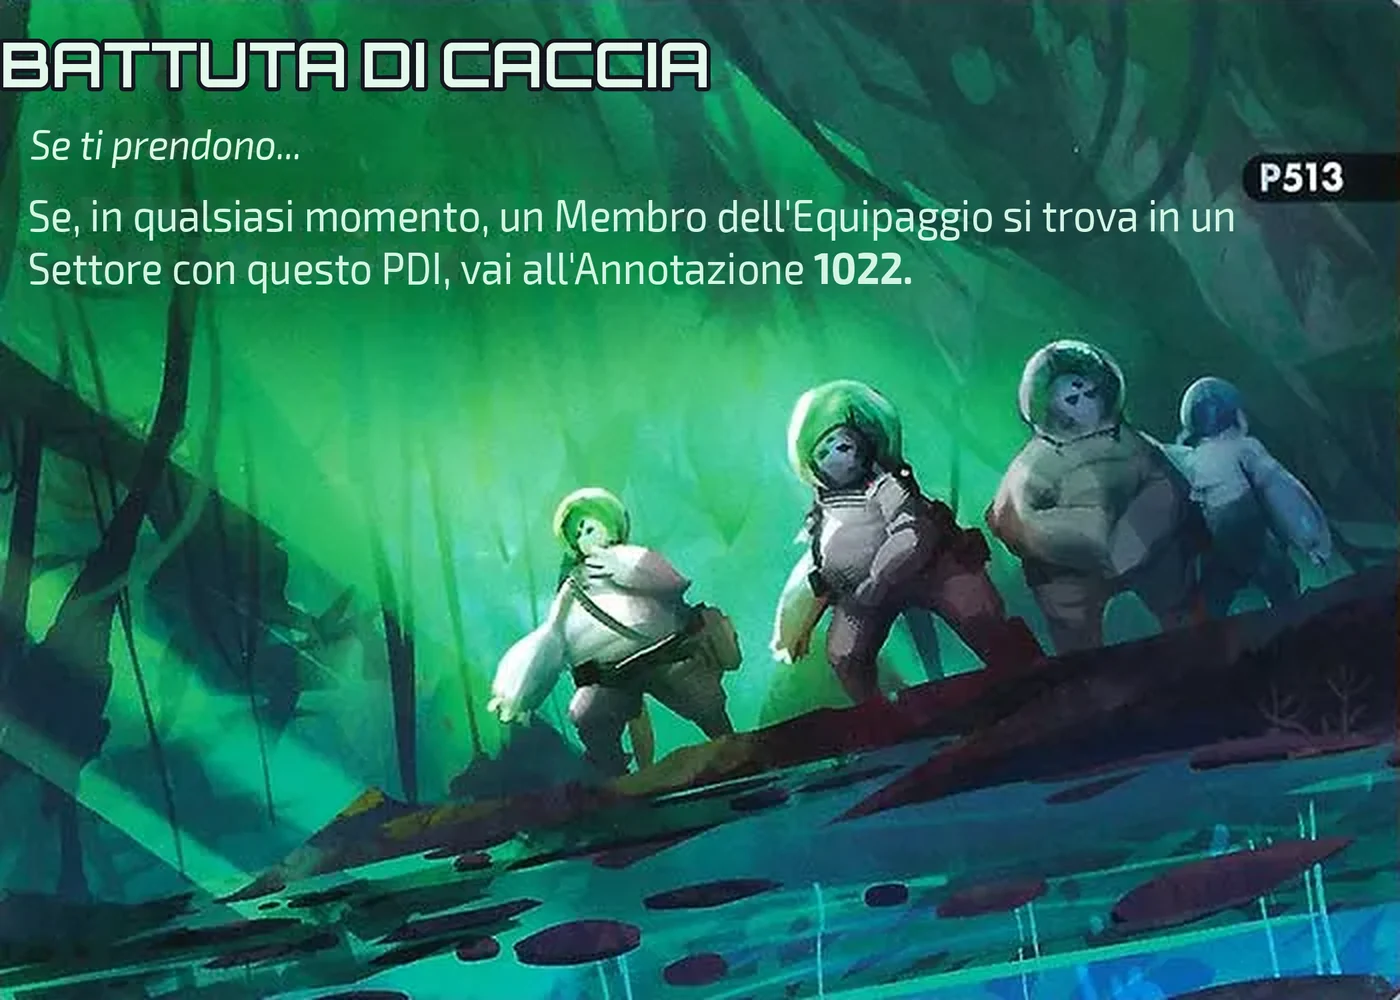 BATTUTA DI CACCIA
Se ti prendono...
P513
Se, in qualsiasi momento, un Membro dell'Equipaggio si trova in un
Settore con questo PDI, vai all'Annotazione 1022.